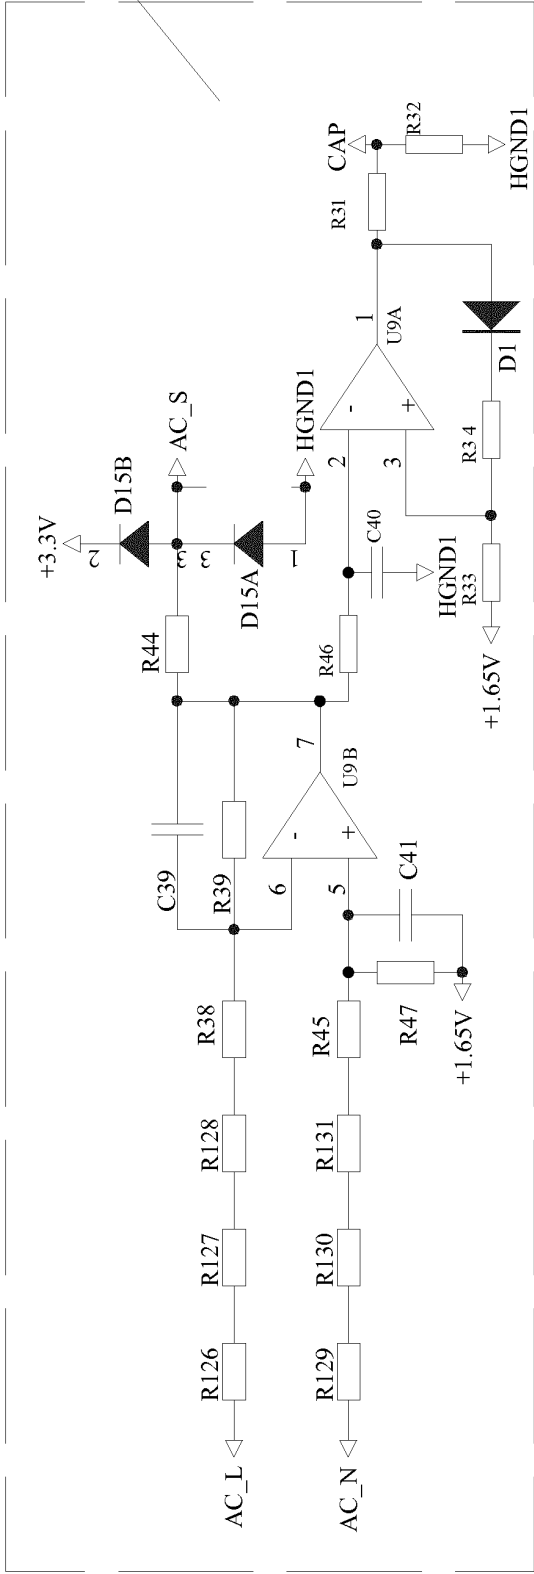 AC_L
R126
R127
R128
R38
C39
R39
6
5
7
-
+
U9B
AC_N
R129
R130
R131
R45
R47
C41
+1.65V
R44
+3.3V
2
D15B
3
3
AC_S
D15A
1
HGND1
R46
C40
HGND1
2
3
-
+
1
U9A
+1.65V
R33
R34
D1
R31
CAP
R32
HGND1